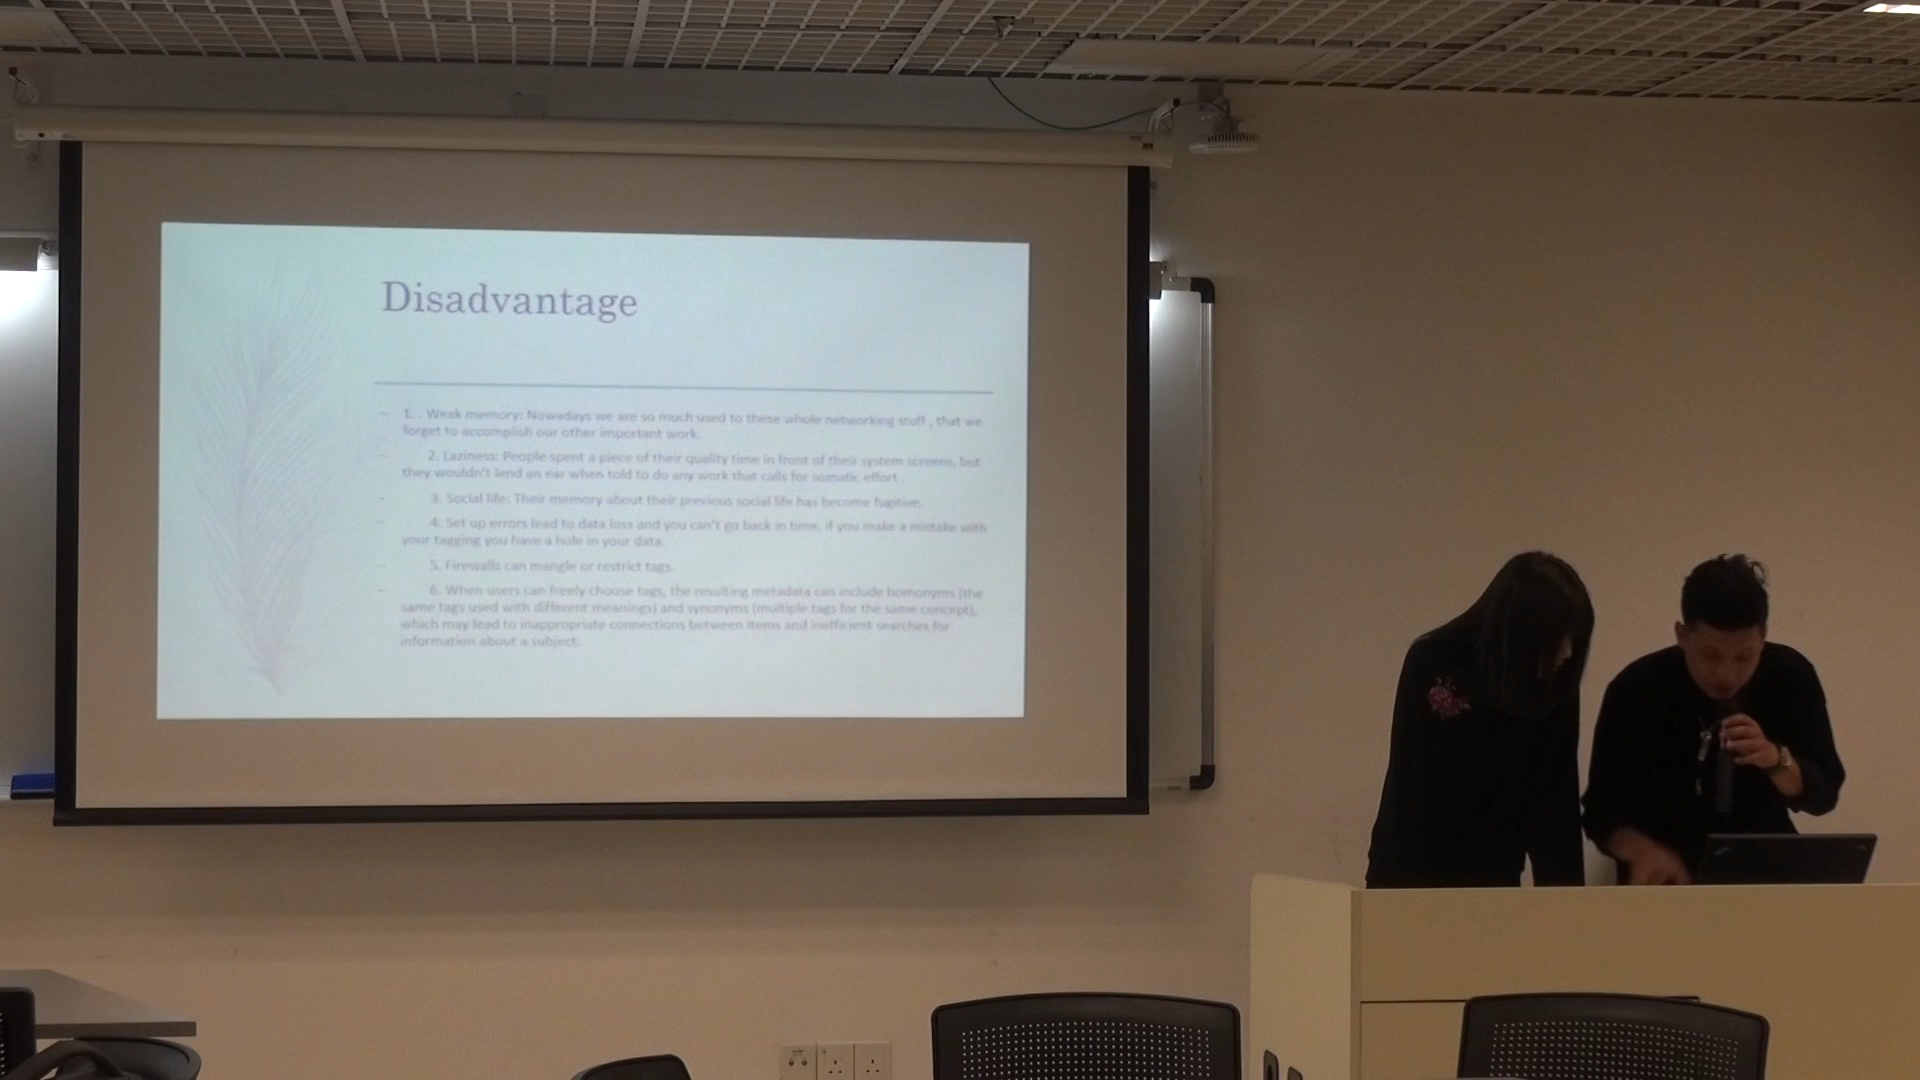 Disadvantage
– 1. . Weak memory: Nowadays we are so much used to these whole networking stuff , that we
forget to accomplish our other important work.
– 2. Laziness: People spent a piece of their quality time in front of their system screens, but
they wouldn't lend an ear when told to do any work that calls for somatic effort .
– 3. Social life: Their memory about their previous social life has become fugitive.
– 4. Set up errors lead to data loss and you can't go back in time, if you make a mistake with
your tagging you have a hole in your data.
– 5. Firewalls can mangle or restrict tags.
– 6. When users can freely choose tags, the resulting metadata can include homonyms (the
same tags used with different meanings) and synonyms (multiple tags for the same concept),
which may lead to inappropriate connections between items and inefficient searches for
information about a subject.